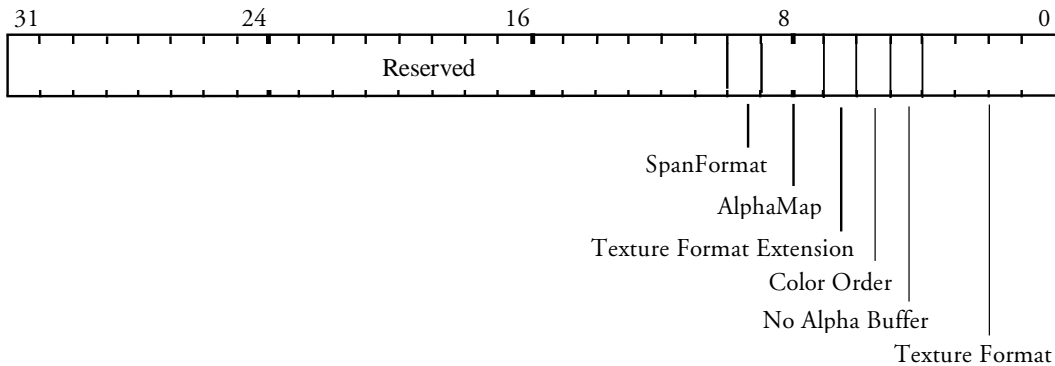 31 24 16 8 0
Reserved
SpanFormat
AlphaMap
Texture Format Extension
Color Order
No Alpha Buffer
Texture Format